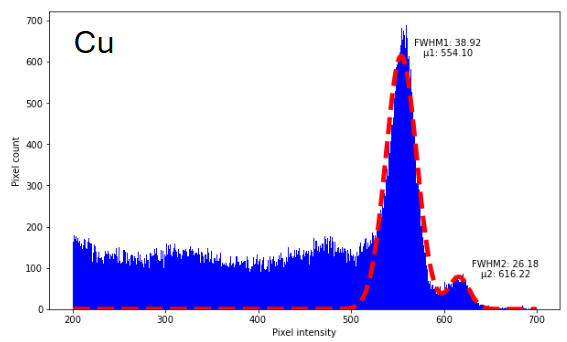 Cu
FWHM1: 38.92
μ1: 554.10
FWHM2: 26.18
μ2: 616.22
Pixel count
700
600
500
400
300
200
100
0
200
300
400
500
600
700
Pixel intensity